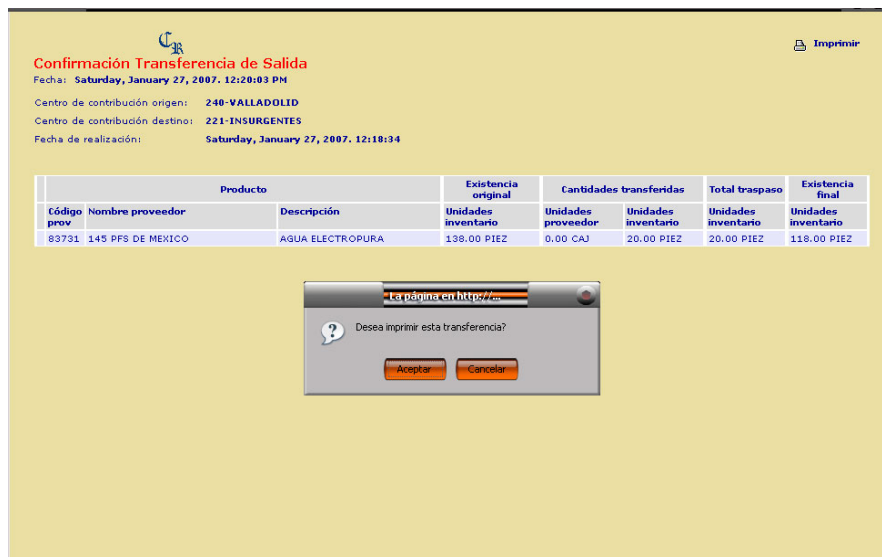 CR
Imprimir
Confirmación Transferencia de Salida
Fecha: Saturday, January 27, 2007. 12:20:03 PM
Centro de contribución origen: 240-VALLADOLID
Centro de contribución destino: 221-INSURGENTES
Fecha de realización: Saturday, January 27, 2007. 12:18:34
Producto Existencia original Cantidades transferidas Total traspaso Existencia final
Código prov Nombre proveedor Descripción Unidades inventario Unidades proveedor Unidades inventario Unidades inventario Unidades inventario
83731 145 PFS DE MEXICO AGUA ELECTROPURA 138.00 PIEZ 0.00 CAJ 20.00 PIEZ 20.00 PIEZ 118.00 PIEZ
La página en http://...
Desea imprimir esta transferencia?
Aceptar Cancelar